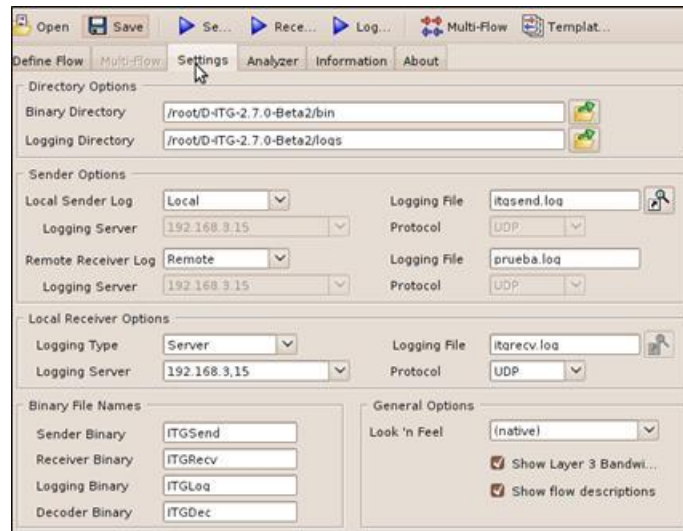 Open Save Se... Rece... Log... Multi-Flow Templat...
Define Flow Multi-Flow Settings Analyzer Information About
Directory Options
Binary Directory /root/D-ITG-2.7.0-Beta2/bin
Logging Directory /root/D-ITG-2.7.0-Beta2/logs
Sender Options
Local Sender Log Local Logging File itgsend.log
Logging Server 192.168.3.15 Protocol UDP
Remote Receiver Log Remote Logging File prueba.log
Logging Server 192.168.3.15 Protocol UDP
Local Receiver Options
Logging Type Server Logging File itgrecv.log
Logging Server 192.168.3,15 Protocol UDP
Binary File Names General Options
Sender Binary ITGSend Look 'n Feel (native)
Receiver Binary ITGRecv Show Layer 3 Bandwi...
Logging Binary ITGLog Show flow descriptions
Decoder Binary ITGDec